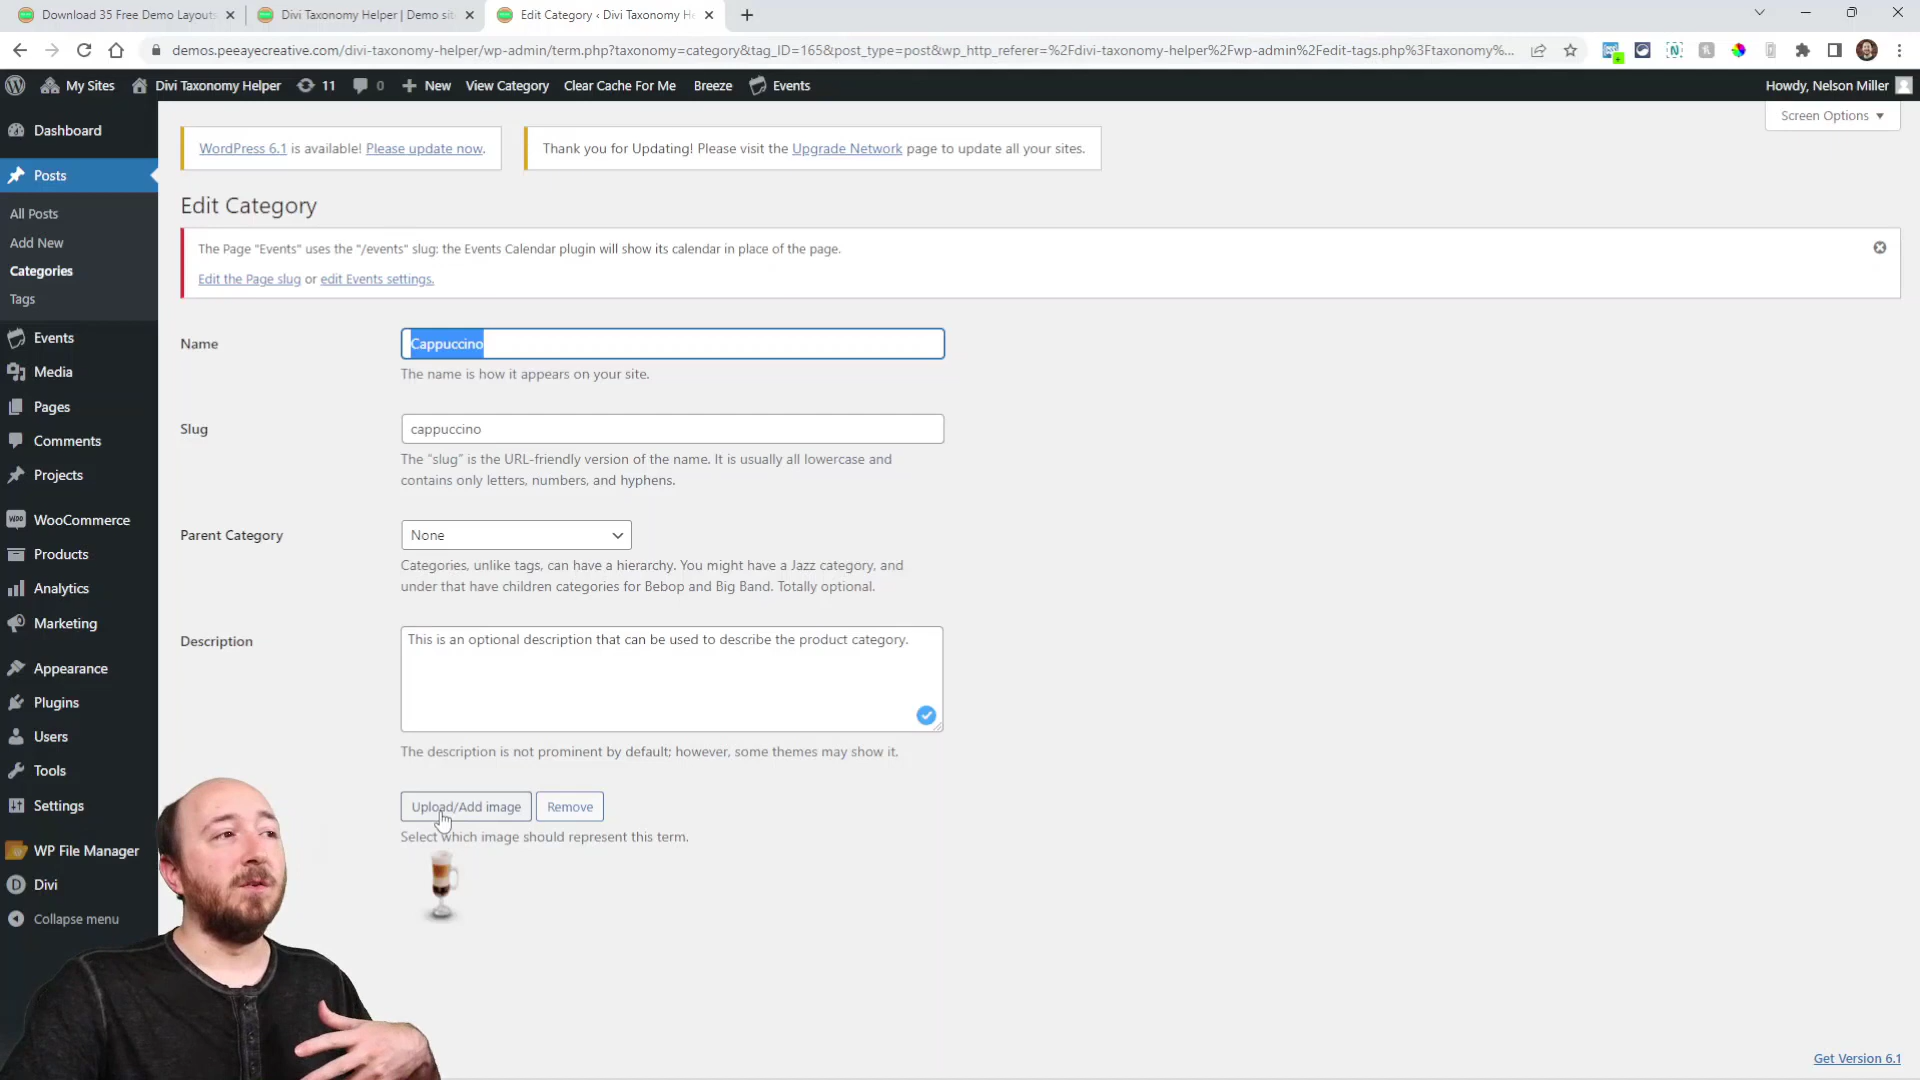 Download 35 Free Demo Layouts
Divi Taxonomy Helper | Demo sit
Edit Category ‹ Divi Taxonomy He
demos.peeayecreative.com/divi-taxonomy-helper/wp-admin/term.php?taxonomy=category&tag_ID=165&post_type=post&wp_http_referer=%2Fdivi-taxonomy-helper%2Fwp-admin%2Fedit-tags.php%3Ftaxonomy%...
My Sites
Divi Taxonomy Helper
11
0
New
View Category
Clear Cache For Me
Breeze
Events
Howdy, Nelson Miller
Screen Options
Dashboard
Posts
All Posts
Add New
Categories
Tags
Events
Media
Pages
Comments
Projects
WooCommerce
Products
Analytics
Marketing
Appearance
Plugins
Users
Tools
Settings
WP File Manager
Divi
Collapse menu
WordPress 6.1 is available! Please update now.
Thank you for Updating! Please visit the Upgrade Network page to update all your sites.
Edit Category
The Page "Events" uses the "/events" slug: the Events Calendar plugin will show its calendar in place of the page.
Edit the Page slug or edit Events settings.
Name
Cappuccino
The name is how it appears on your site.
Slug
cappuccino
The “slug” is the URL-friendly version of the name. It is usually all lowercase and
contains only letters, numbers, and hyphens.
Parent Category
None
Categories, unlike tags, can have a hierarchy. You might have a Jazz category, and
under that have children categories for Bebop and Big Band. Totally optional.
Description
This is an optional description that can be used to describe the product category.
The description is not prominent by default; however, some themes may show it.
Upload/Add image
Remove
Select which image should represent this term.
Get Version 6.1